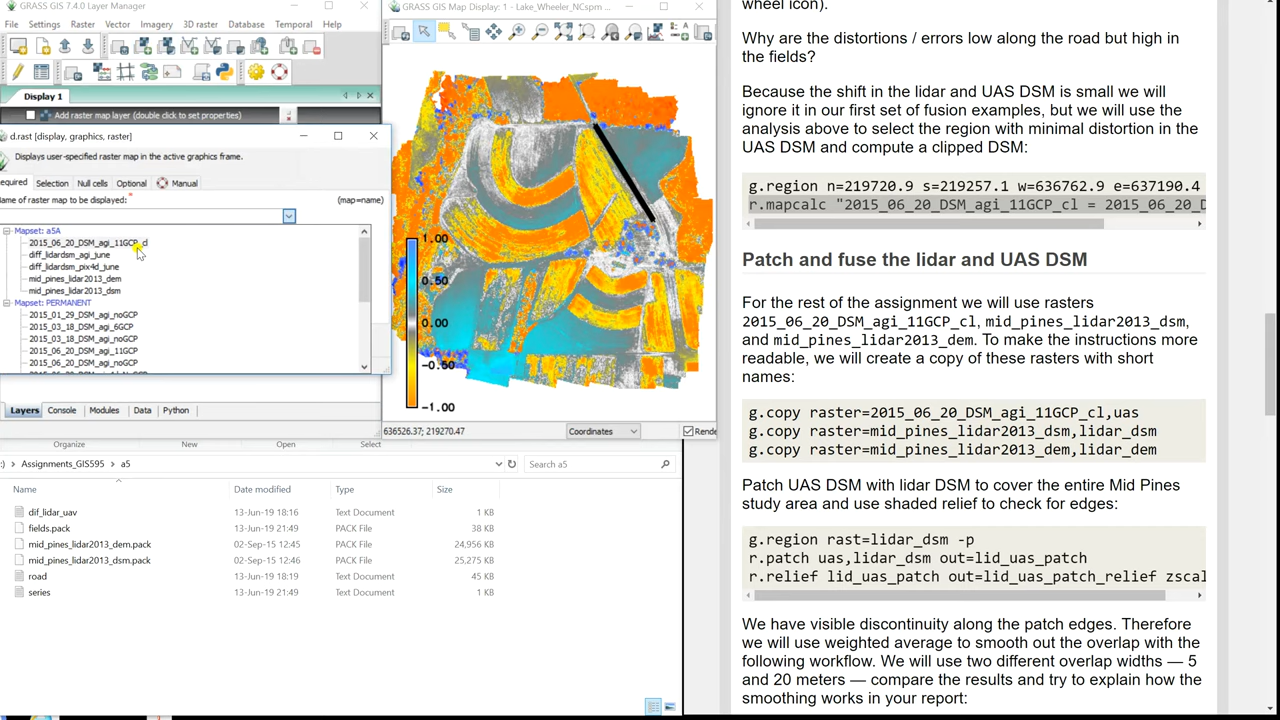 GRASS GIS 7.4.0 Layer Manager
File Settings Raster Vector Imagery 3D raster Database Temporal Help
Display 1
Add raster map layer (double click to set properties)
d.rast [display, graphics, raster]
Displays user-specified raster map in the active graphics frame.
equired Selection Null cells Optional Manual
Name of raster map to be displayed: * (map=name)
Mapset: a5A
2015_06_20_DSM_agi_11GCP_cl
diff_lidardsm_agi_june
diff_lidardsm_pix4d_june
mid_pines_lidar2013_dem
mid_pines_lidar2013_dsm
Mapset: PERMANENT
2015_01_29_DSM_agi_noGCP
2015_03_18_DSM_agi_6GCP
2015_03_18_DSM_agi_noGCP
2015_06_20_DSM_agi_11GCP
2015_06_20_DSM_agi_noGCP
Layers Console Modules Data Python
GRASS GIS Map Display: 1 - Lake_Wheeler_NCspm
1.00
0.50
0.00
-0.50
-1.00
636526.37; 219270.47 Coordinates Rende
Organize New Open Select
Assignments_GIS595 > a5 Search a5
Name Date modified Type Size
dif_lidar_uav 13-Jun-19 18:16 Text Document 1 KB
fields.pack 13-Jun-19 21:49 PACK File 38 KB
mid_pines_lidar2013_dem.pack 02-Sep-15 12:45 PACK File 24,956 KB
mid_pines_lidar2013_dsm.pack 02-Sep-15 12:45 PACK File 25,275 KB
road 13-Jun-19 18:19 Text Document 45 KB
series 13-Jun-19 21:49 Text Document 1 KB
wheel icon).
Why are the distortions / errors low along the road but high in
the fields?
Because the shift in the lidar and UAS DSM is small we will
ignore it in our first set of fusion examples, but we will use the
analysis above to select the region with minimal distortion in the
UAS DSM and compute a clipped DSM:
g.region n=219720.9 s=219257.1 w=636762.9 e=637190.4
r.mapcalc "2015_06_20_DSM_agi_11GCP_cl = 2015_06_20_D
Patch and fuse the lidar and UAS DSM
For the rest of the assignment we will use rasters
2015_06_20_DSM_agi_11GCP_cl, mid_pines_lidar2013_dsm,
and mid_pines_lidar2013_dem. To make the instructions more
readable, we will create a copy of these rasters with short
names:
g.copy raster=2015_06_20_DSM_agi_11GCP_cl,uas
g.copy raster=mid_pines_lidar2013_dsm,lidar_dsm
g.copy raster=mid_pines_lidar2013_dem,lidar_dem
Patch UAS DSM with lidar DSM to cover the entire Mid Pines
study area and use shaded relief to check for edges:
g.region rast=lidar_dsm -p
r.patch uas,lidar_dsm out=lid_uas_patch
r.relief lid_uas_patch out=lid_uas_patch_relief zscal
We have visible discontinuity along the patch edges. Therefore
we will use weighted average to smooth out the overlap with the
following workflow. We will use two different overlap widths — 5
and 20 meters — compare the results and try to explain how the
smoothing works in your report: